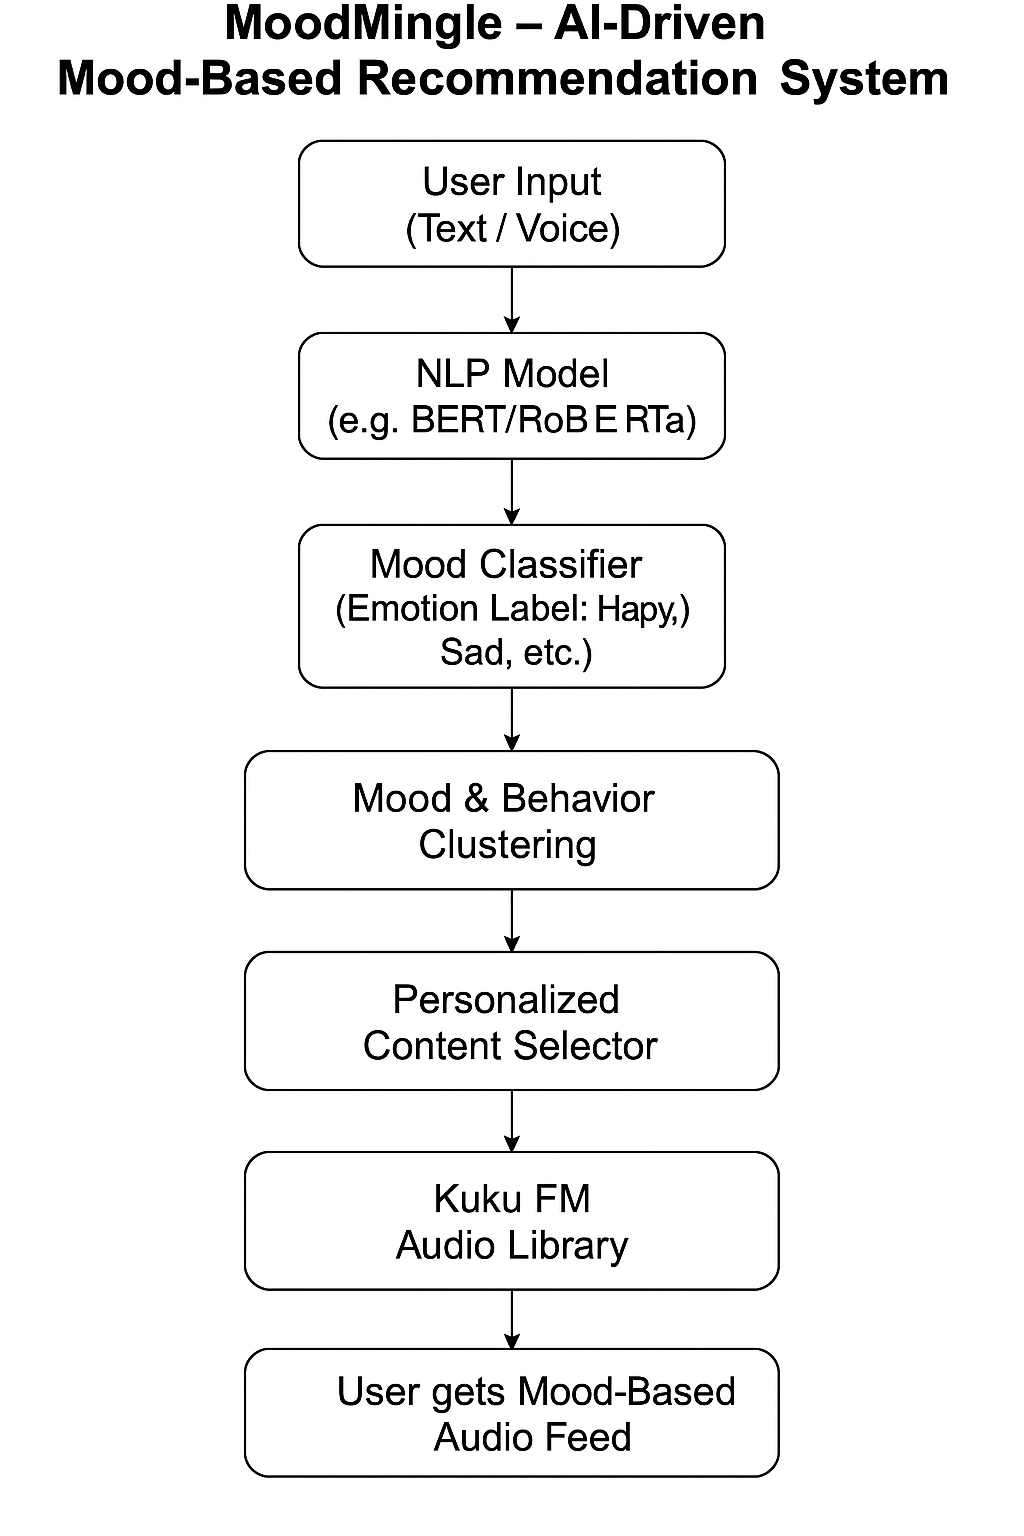 MoodMingle – AI-Driven
Mood-Based Recommendation System
User Input
(Text / Voice)
NLP Model
(e.g. BERT/RoBERTa)
Mood Classifier
(Emotion Label: Hapy,)
Sad, etc.)
Mood & Behavior
Clustering
Personalized
Content Selector
Kuku FM
Audio Library
User gets Mood-Based
Audio Feed